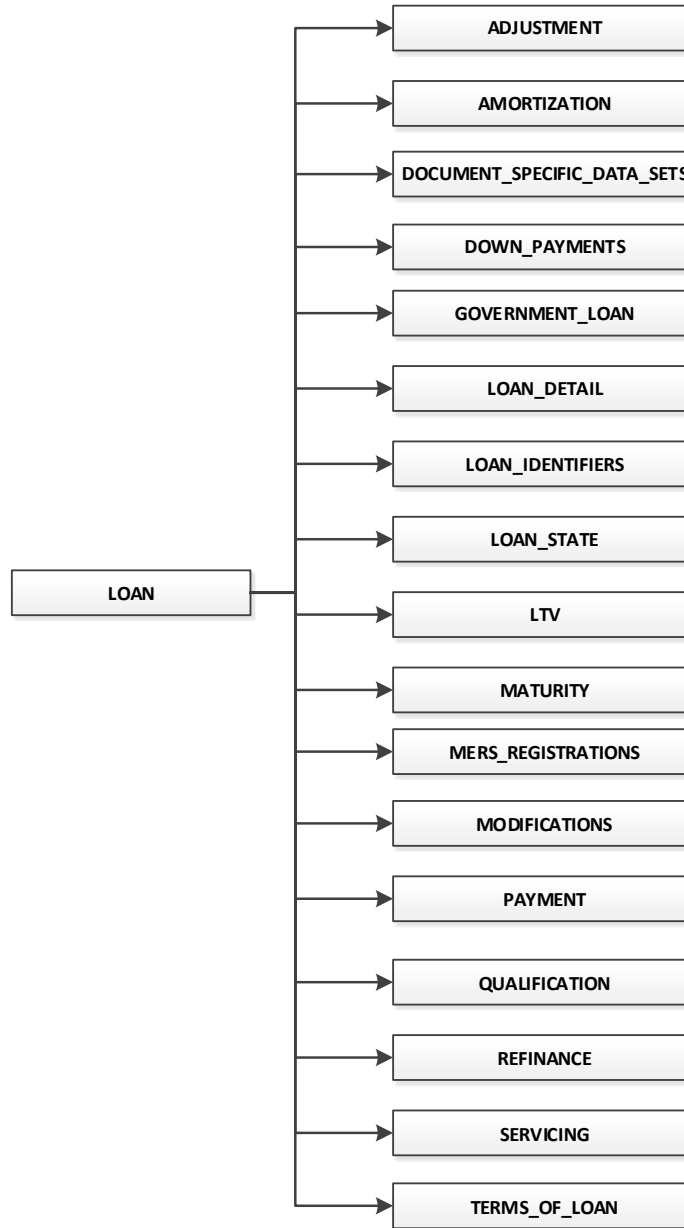 ADJUSTMENT
AMORTIZATION
DOCUMENT_SPECIFIC_DATA_SETS
DOWN_PAYMENTS
GOVERNMENT_LOAN
LOAN_DETAIL
LOAN_IDENTIFIERS
LOAN_STATE
LOAN
LTV
MATURITY
MERS_REGISTRATIONS
MODIFICATIONS
PAYMENT
QUALIFICATION
REFINANCE
SERVICING
TERMS_OF_LOAN